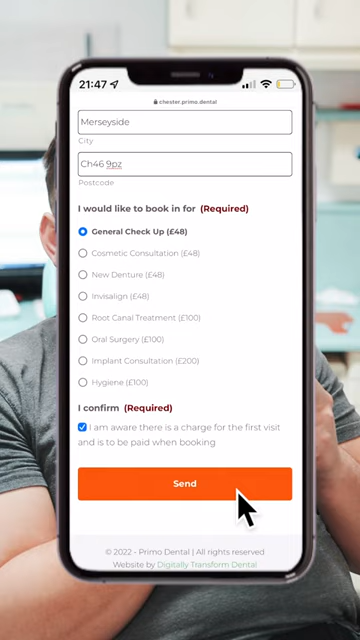 21:47
chester.primo.dental
Merseyside
City
Ch46 9pz
Postcode
I would like to book in for (Required)
General Check Up (£48)
Cosmetic Consultation (£48)
New Denture (£48)
Invisalign (£48)
Root Canal Treatment (£100)
Oral Surgery (£100)
Implant Consultation (£200)
Hygiene (£100)
I confirm (Required)
I am aware there is a charge for the first visit
and is to be paid when booking
Send
© 2022 - Primo Dental | All rights reserved
Website by Digitally Transform Dental